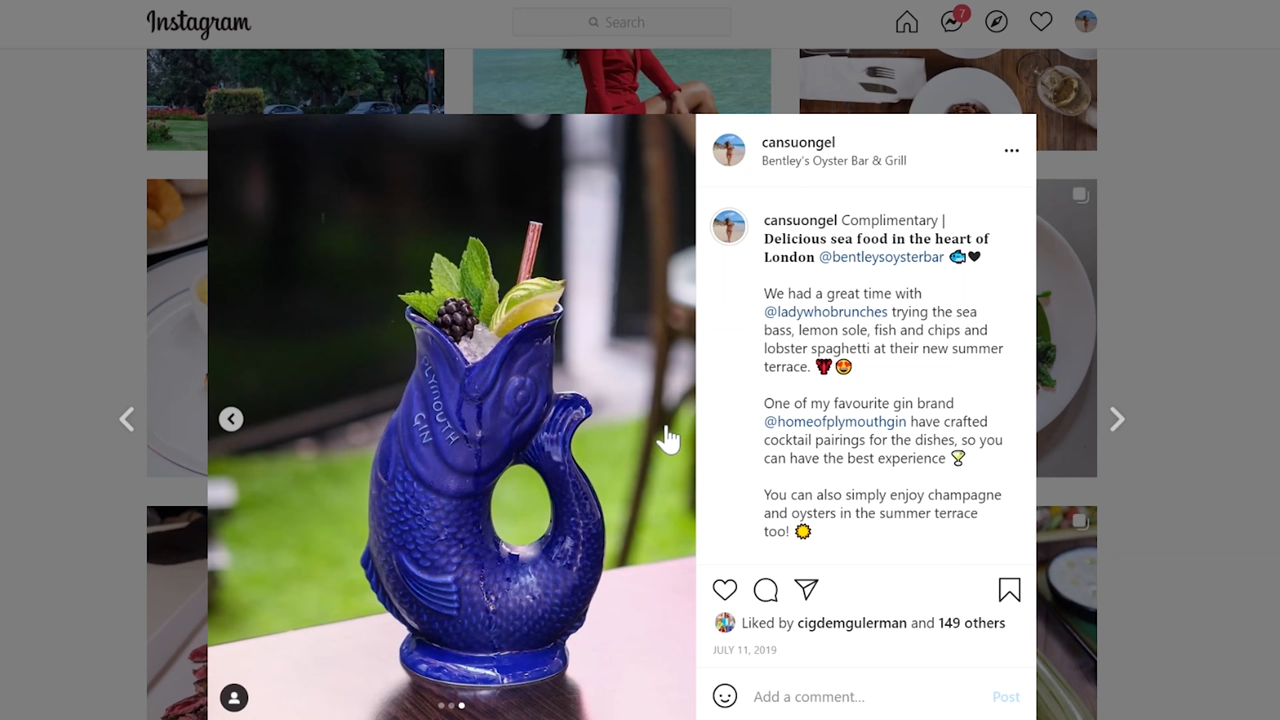 Instagram
Search
7
cansuongel
Bentley's Oyster Bar & Grill
cansuongel Complimentary |
Delicious sea food in the heart of
London @bentleysoysterbar 🐟🖤
We had a great time with
@ladywhobrunches trying the sea
bass, lemon sole, fish and chips and
lobster spaghetti at their new summer
terrace. 🦞😍
One of my favourite gin brand
@homeofplymouthgin have crafted
cocktail pairings for the dishes, so you
can have the best experience 🍸
You can also simply enjoy champagne
and oysters in the summer terrace
too! ☀️
Liked by cigdemgulerman and 149 others
JULY 11, 2019
Add a comment...
Post
PLYMOUTH
GIN